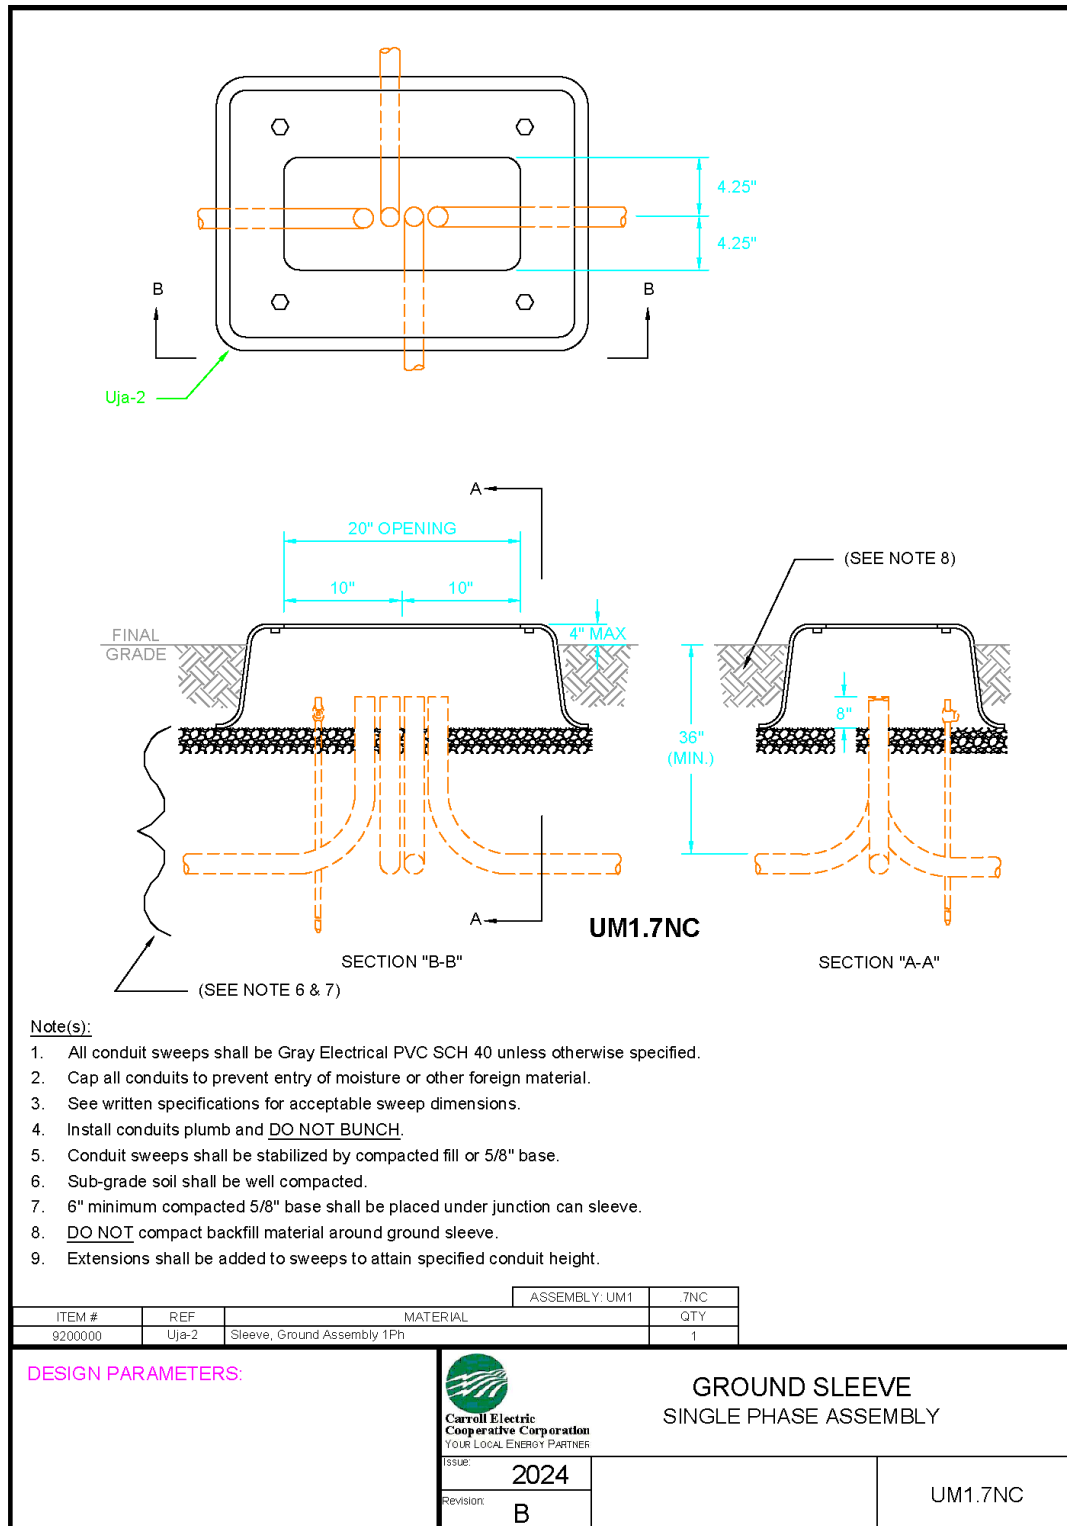 4.25"
4.25"
B
B
Uja-2
A
20" OPENING
10"
10"
(SEE NOTE 8)
FINAL
GRADE
4" MAX
8"
36"
(MIN.)
A
UM1.7NC
SECTION "B-B"
SECTION "A-A"
(SEE NOTE 6 & 7)
Note(s):
1. All conduit sweeps shall be Gray Electrical PVC SCH 40 unless otherwise specified.
2. Cap all conduits to prevent entry of moisture or other foreign material.
3. See written specifications for acceptable sweep dimensions.
4. Install conduits plumb and DO NOT BUNCH.
5. Conduit sweeps shall be stabilized by compacted fill or 5/8" base.
6. Sub-grade soil shall be well compacted.
7. 6" minimum compacted 5/8" base shall be placed under junction can sleeve.
8. DO NOT compact backfill material around ground sleeve.
9. Extensions shall be added to sweeps to attain specified conduit height.
ASSEMBLY: UM1 .7NC
ITEM # REF MATERIAL QTY
9200000 Uja-2 Sleeve, Ground Assembly 1Ph 1
DESIGN PARAMETERS:
Carroll Electric
Cooperative Corporation
YOUR LOCAL ENERGY PARTNER
GROUND SLEEVE
SINGLE PHASE ASSEMBLY
Issue: 2024
Revision: B
UM1.7NC